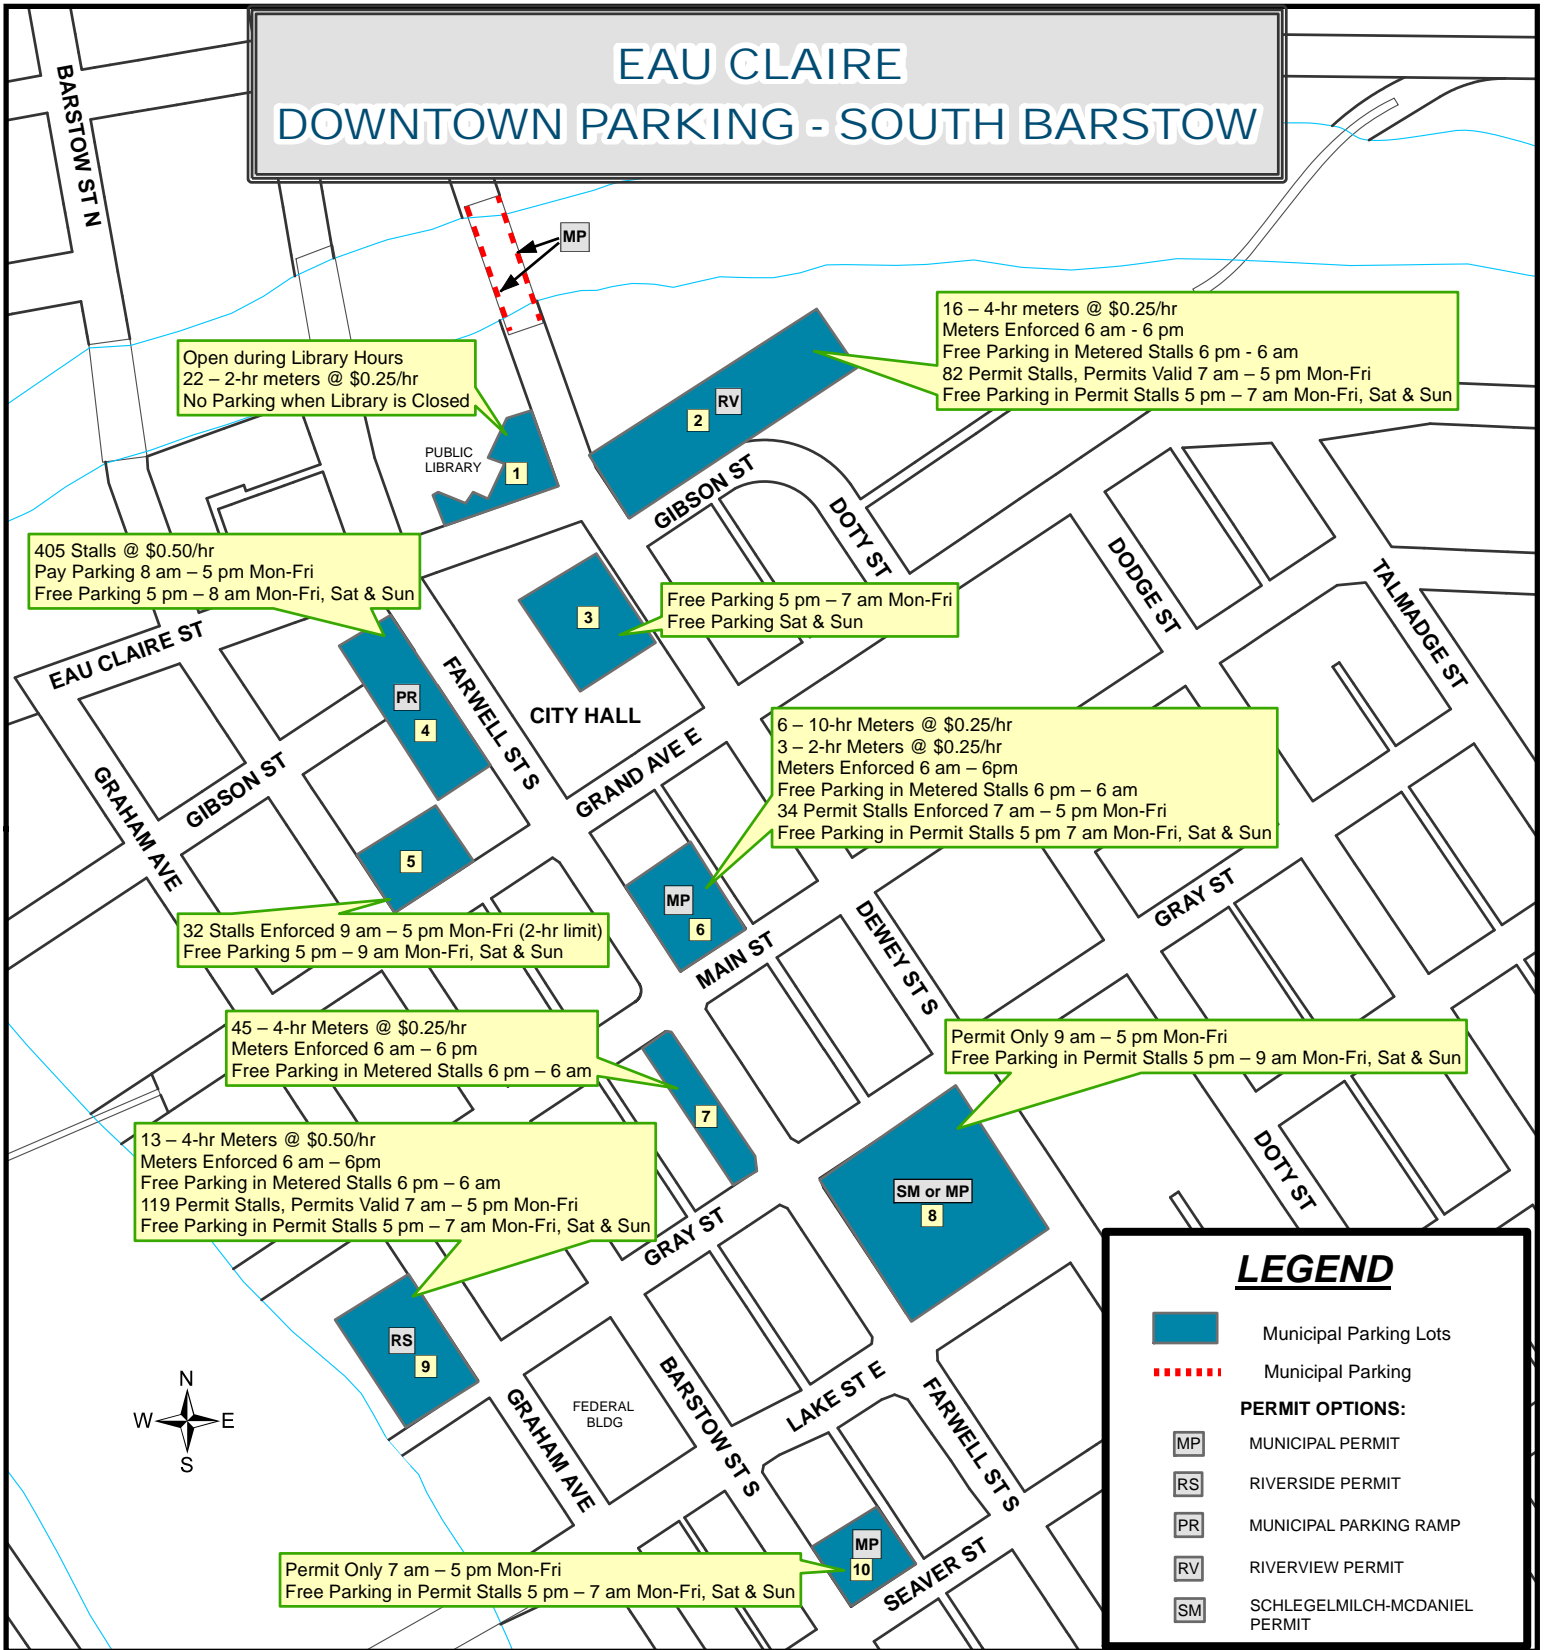 EAU CLAIRE
DOWNTOWN PARKING - SOUTH BARSTOW
BARSTOW ST N
MP
16 – 4-hr meters @ $0.25/hr
Meters Enforced 6 am - 6 pm
Free Parking in Metered Stalls 6 pm - 6 am
82 Permit Stalls, Permits Valid 7 am – 5 pm Mon-Fri
Free Parking in Permit Stalls 5 pm – 7 am Mon-Fri, Sat & Sun
Open during Library Hours
22 – 2-hr meters @ $0.25/hr
No Parking when Library is Closed
RV
2
PUBLIC
LIBRARY
1
GIBSON ST
DOTY ST
DODGE ST
TALMADGE ST
405 Stalls @ $0.50/hr
Pay Parking 8 am – 5 pm Mon-Fri
Free Parking 5 pm – 8 am Mon-Fri, Sat & Sun
3
Free Parking 5 pm – 7 am Mon-Fri
Free Parking Sat & Sun
EAU CLAIRE ST
FARWELL ST S
PR
4
CITY HALL
GRAND AVE E
6 – 10-hr Meters @ $0.25/hr
3 – 2-hr Meters @ $0.25/hr
Meters Enforced 6 am – 6pm
Free Parking in Metered Stalls 6 pm – 6 am
34 Permit Stalls Enforced 7 am – 5 pm Mon-Fri
Free Parking in Permit Stalls 5 pm 7 am Mon-Fri, Sat & Sun
GIBSON ST
GRAHAM AVE
5
MP
6
GRAY ST
32 Stalls Enforced 9 am – 5 pm Mon-Fri (2-hr limit)
Free Parking 5 pm – 9 am Mon-Fri, Sat & Sun
MAIN ST
DEWEY ST S
45 – 4-hr Meters @ $0.25/hr
Meters Enforced 6 am – 6 pm
Free Parking in Metered Stalls 6 pm – 6 am
Permit Only 9 am – 5 pm Mon-Fri
Free Parking in Permit Stalls 5 pm – 9 am Mon-Fri, Sat & Sun
7
13 – 4-hr Meters @ $0.50/hr
Meters Enforced 6 am – 6pm
Free Parking in Metered Stalls 6 pm – 6 am
119 Permit Stalls, Permits Valid 7 am – 5 pm Mon-Fri
Free Parking in Permit Stalls 5 pm – 7 am Mon-Fri, Sat & Sun
SM or MP
8
DOTY ST
GRAY ST
RS
9
N
W
E
S
FEDERAL
BLDG
GRAHAM AVE
BARSTOW ST S
LAKE ST E
FARWELL ST S
MP
10
SEAVER ST
Permit Only 7 am – 5 pm Mon-Fri
Free Parking in Permit Stalls 5 pm – 7 am Mon-Fri, Sat & Sun
LEGEND
Municipal Parking Lots
Municipal Parking
PERMIT OPTIONS:
MP MUNICIPAL PERMIT
RS RIVERSIDE PERMIT
PR MUNICIPAL PARKING RAMP
RV RIVERVIEW PERMIT
SM SCHLEGELMILCH-MCDANIEL
PERMIT